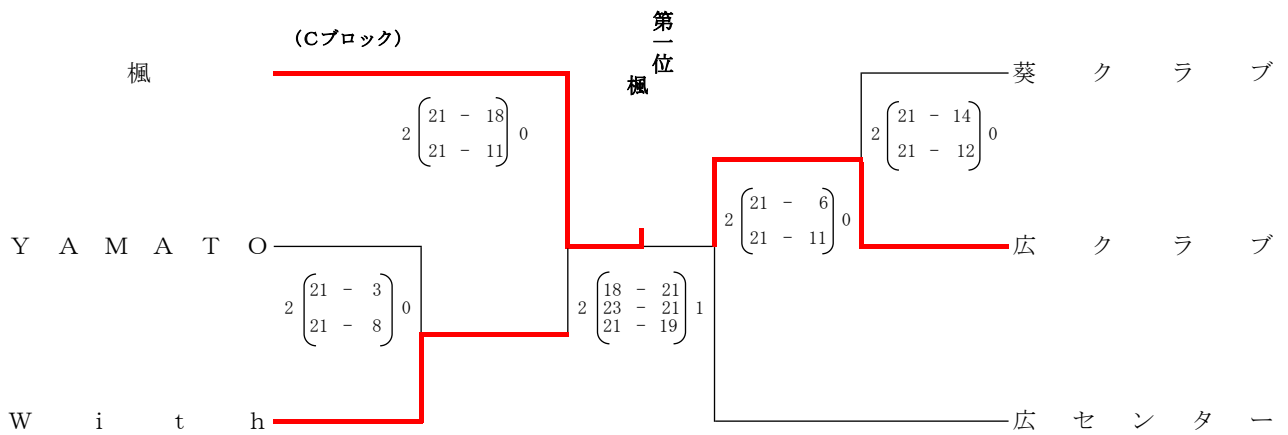 (Cブロック)
第一位
楓
楓
葵クラブ
2 21 - 18 0
21 - 11
2 21 - 14 0
21 - 12
2 21 - 6 0
21 - 11
YAMATO
広クラブ
2 21 - 3 0
21 - 8
2 18 - 21 1
23 - 21
21 - 19
With
広センター